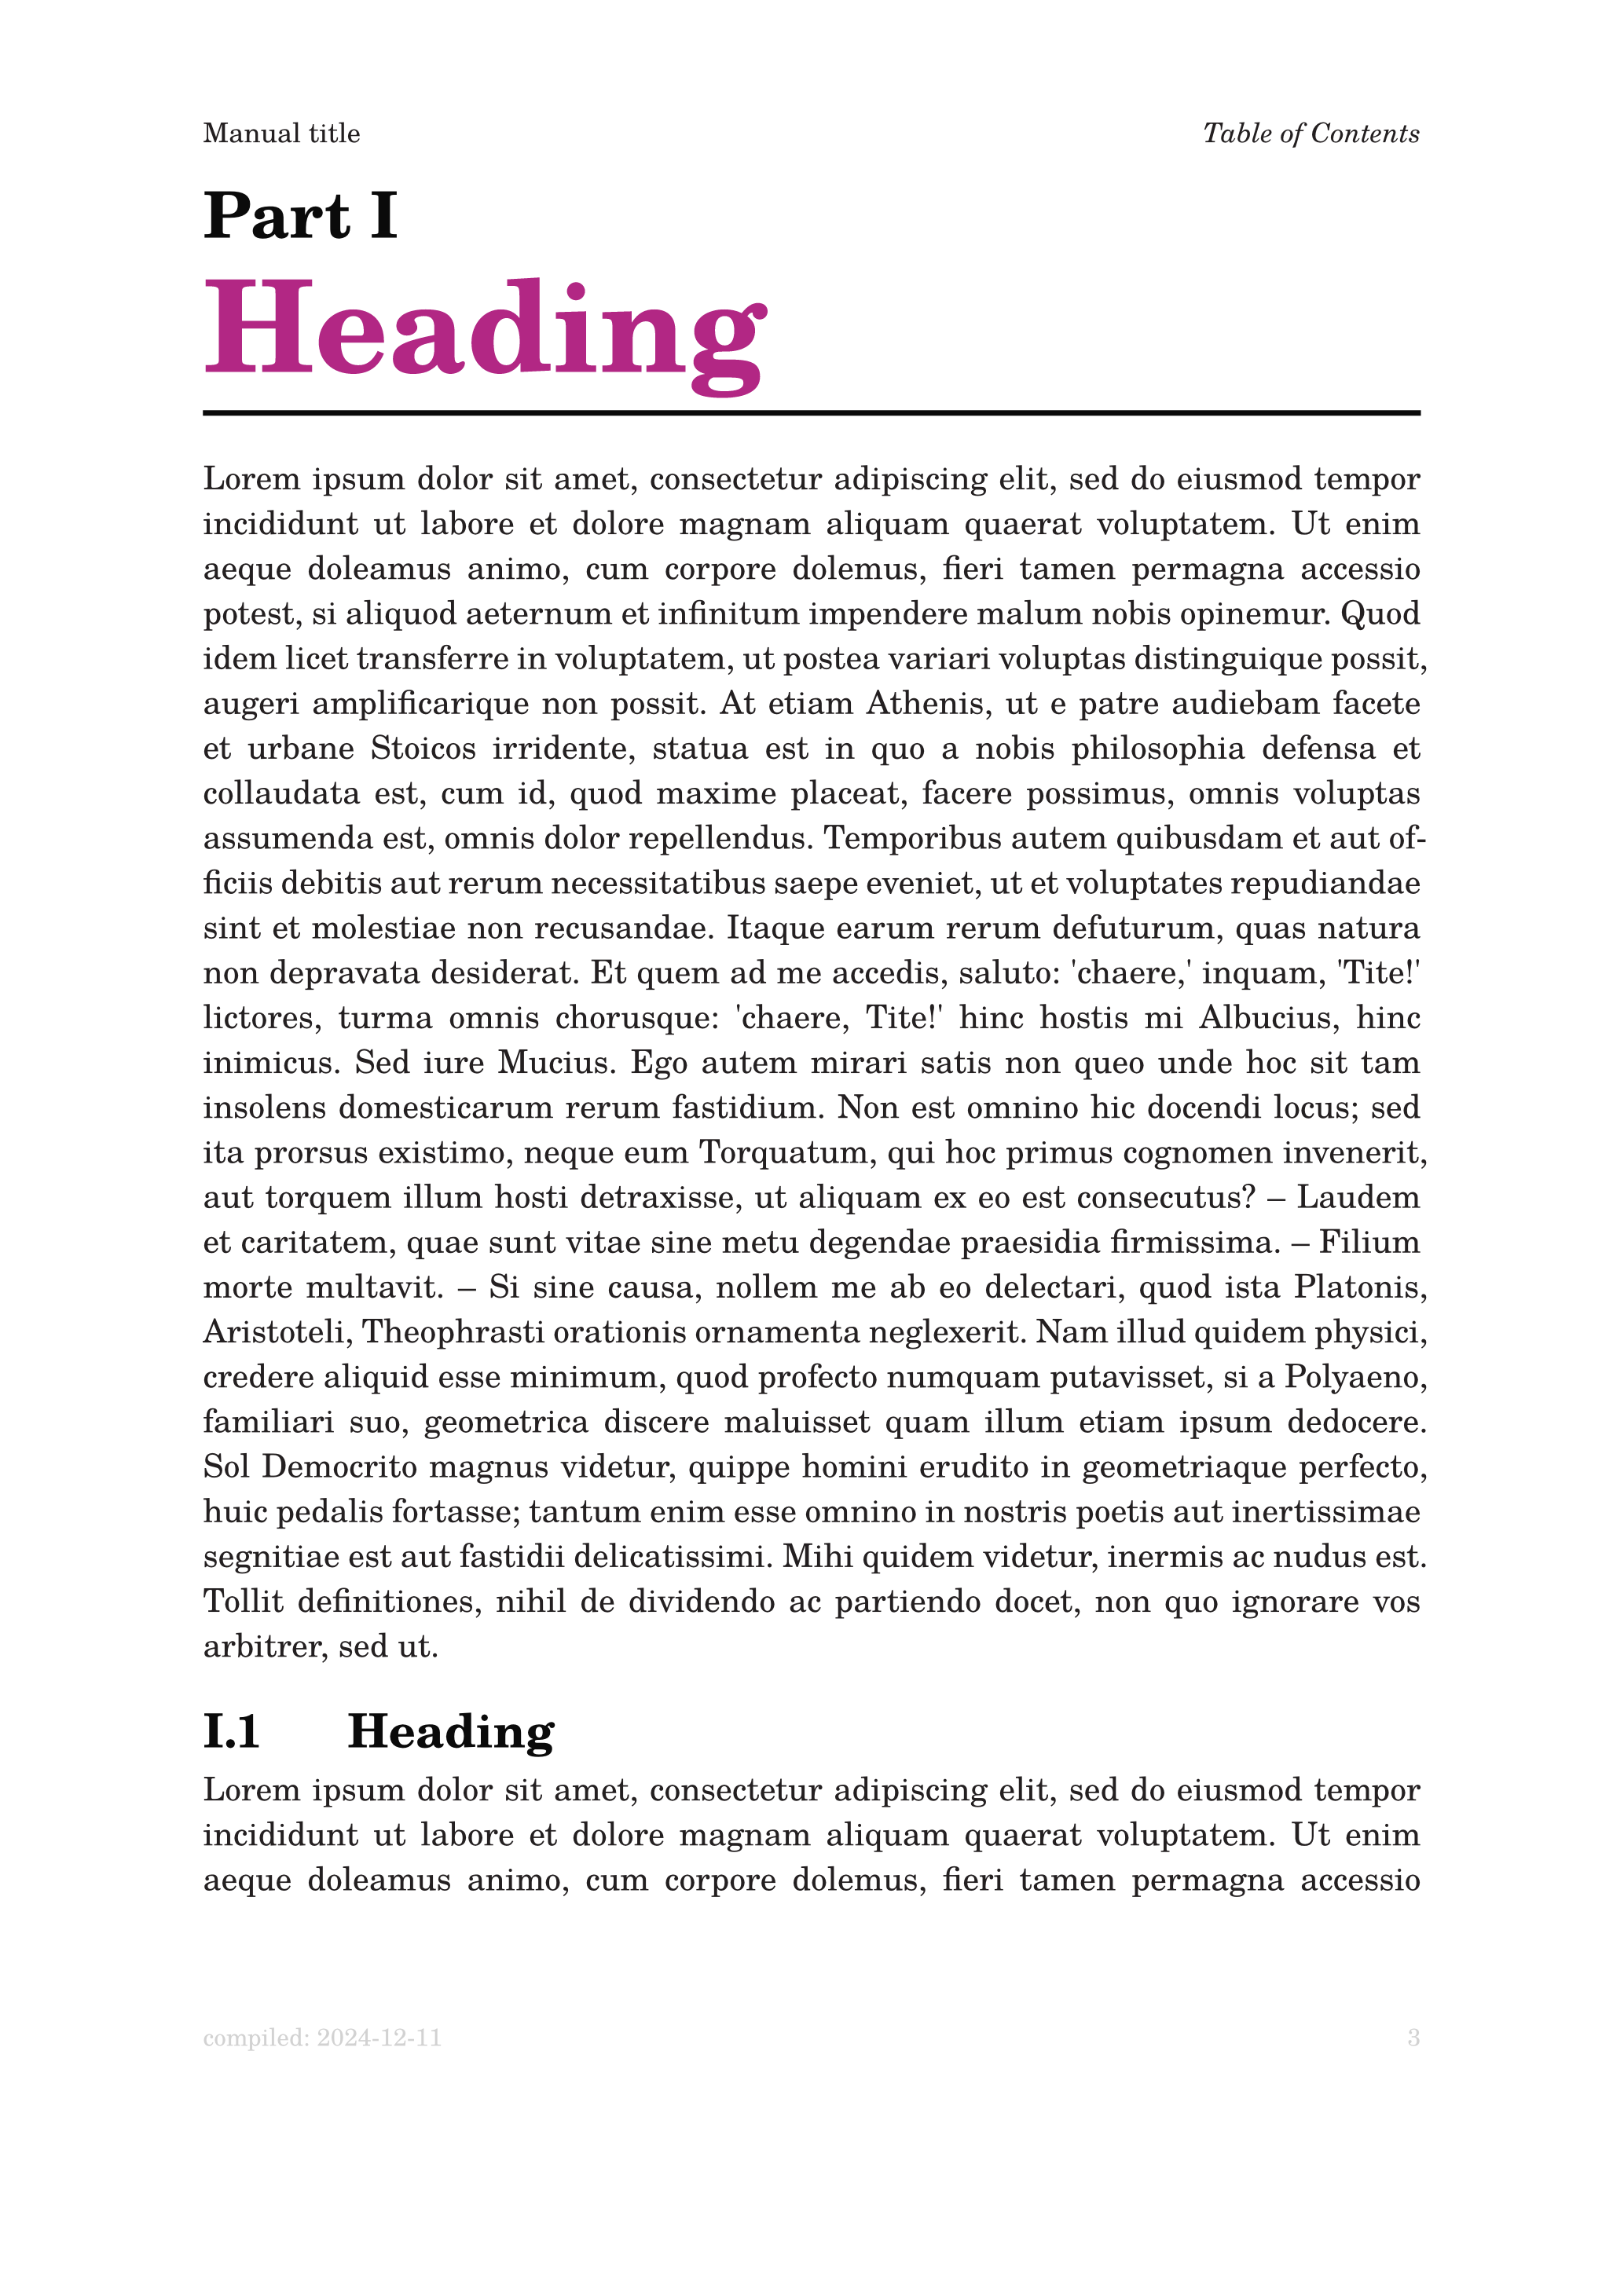 Manual title
Table of Contents
Part I
Heading
Lorem ipsum dolor sit amet, consectetur adipiscing elit, sed do eiusmod tempor
incididunt ut labore et dolore magnam aliquam quaerat voluptatem. Ut enim
aeque doleamus animo, cum corpore dolemus, fieri tamen permagna accessio
potest, si aliquod aeternum et infinitum impendere malum nobis opinemur. Quod
idem licet transferre in voluptatem, ut postea variari voluptas distinguique possit,
augeri amplificarique non possit. At etiam Athenis, ut e patre audiebam facete
et urbane Stoicos irridente, statua est in quo a nobis philosophia defensa et
collaudata est, cum id, quod maxime placeat, facere possimus, omnis voluptas
assumenda est, omnis dolor repellendus. Temporibus autem quibusdam et aut of-
ficiis debitis aut rerum necessitatibus saepe eveniet, ut et voluptates repudiandae
sint et molestiae non recusandae. Itaque earum rerum defuturum, quas natura
non depravata desiderat. Et quem ad me accedis, saluto: 'chaere,' inquam, 'Tite!'
lictores, turma omnis chorusque: 'chaere, Tite!' hinc hostis mi Albucius, hinc
inimicus. Sed iure Mucius. Ego autem mirari satis non queo unde hoc sit tam
insolens domesticarum rerum fastidium. Non est omnino hic docendi locus; sed
ita prorsus existimo, neque eum Torquatum, qui hoc primus cognomen invenerit,
aut torquem illum hosti detraxisse, ut aliquam ex eo est consecutus? – Laudem
et caritatem, quae sunt vitae sine metu degendae praesidia firmissima. – Filium
morte multavit. – Si sine causa, nollem me ab eo delectari, quod ista Platonis,
Aristoteli, Theophrasti orationis ornamenta neglexerit. Nam illud quidem physici,
credere aliquid esse minimum, quod profecto numquam putavisset, si a Polyaeno,
familiari suo, geometrica discere maluisset quam illum etiam ipsum dedocere.
Sol Democrito magnus videtur, quippe homini erudito in geometriaque perfecto,
huic pedalis fortasse; tantum enim esse omnino in nostris poetis aut inertissimae
segnitiae est aut fastidii delicatissimi. Mihi quidem videtur, inermis ac nudus est.
Tollit definitiones, nihil de dividendo ac partiendo docet, non quo ignorare vos
arbitrer, sed ut.
I.1 Heading
Lorem ipsum dolor sit amet, consectetur adipiscing elit, sed do eiusmod tempor
incididunt ut labore et dolore magnam aliquam quaerat voluptatem. Ut enim
aeque doleamus animo, cum corpore dolemus, fieri tamen permagna accessio
compiled: 2024-12-11
3